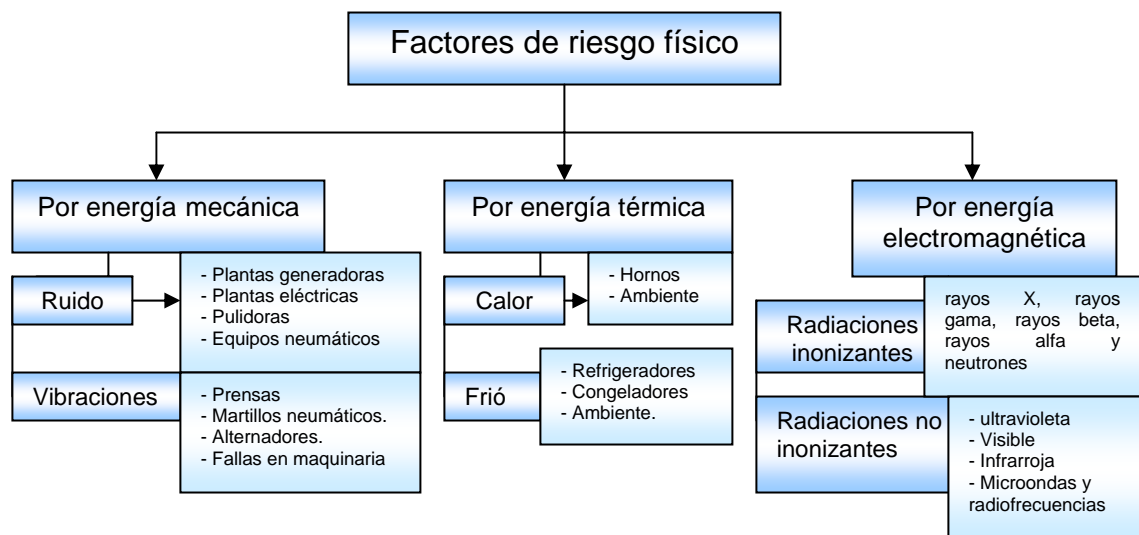 Factores de riesgo físico
Por energía mecánica
Ruido
- Plantas generadoras
- Plantas eléctricas
- Pulidoras
- Equipos neumáticos
Vibraciones
- Prensas
- Martillos neumáticos.
- Alternadores.
- Fallas en maquinaria
Por energía térmica
Calor
- Hornos
- Ambiente
Frió
- Refrigeradores
- Congeladores
- Ambiente.
Por energía
electromagnética
Radiaciones
inonizantes
rayos X, rayos
gama, rayos beta,
rayos alfa y
neutrones
Radiaciones no
inonizantes
- ultravioleta
- Visible
- Infrarroja
- Microondas y
radiofrecuencias